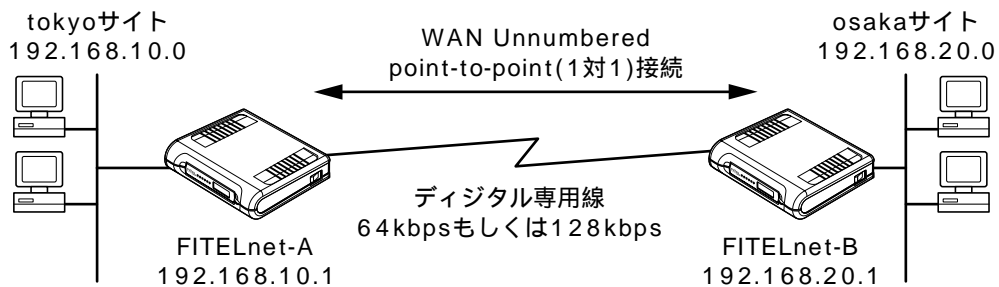 tokyoサイト
192.168.10.0
WAN Unnumbered
point-to-point(1対1)接続
osakaサイト
192.168.20.0
ディジタル専用線
64kbpsもしくは128kbps
FITELnet-A
192.168.10.1
FITELnet-B
192.168.20.1